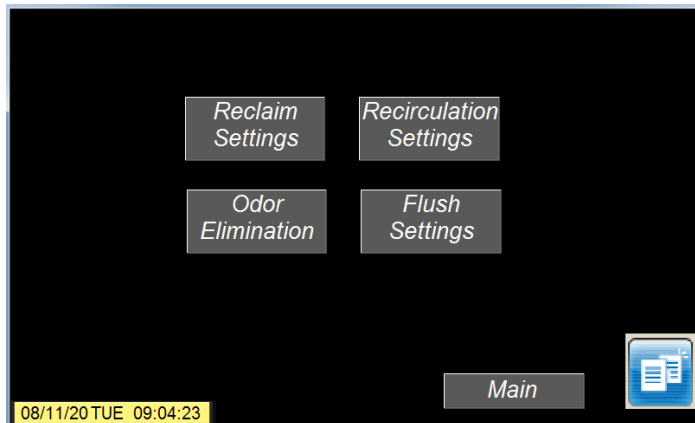 Reclaim
Settings
Recirculation
Settings
Odor
Elimination
Flush
Settings
Main
08/11/20 TUE 09:04:23